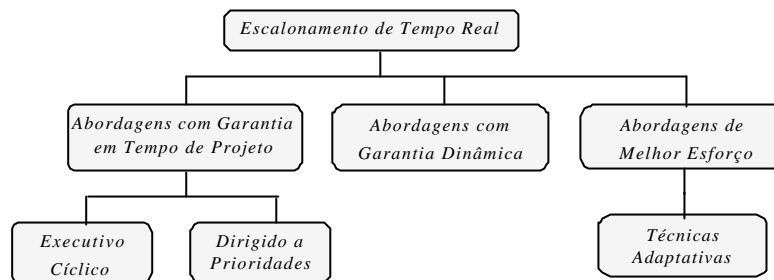 Escalonamento de Tempo Real
Abordagens com Garantia
em Tempo de Projeto
Abordagens com
Garantia Dinâmica
Abordagens de
Melhor Esforço
Executivo
Cíclico
Dirigido a
Prioridades
Técnicas
Adaptativas